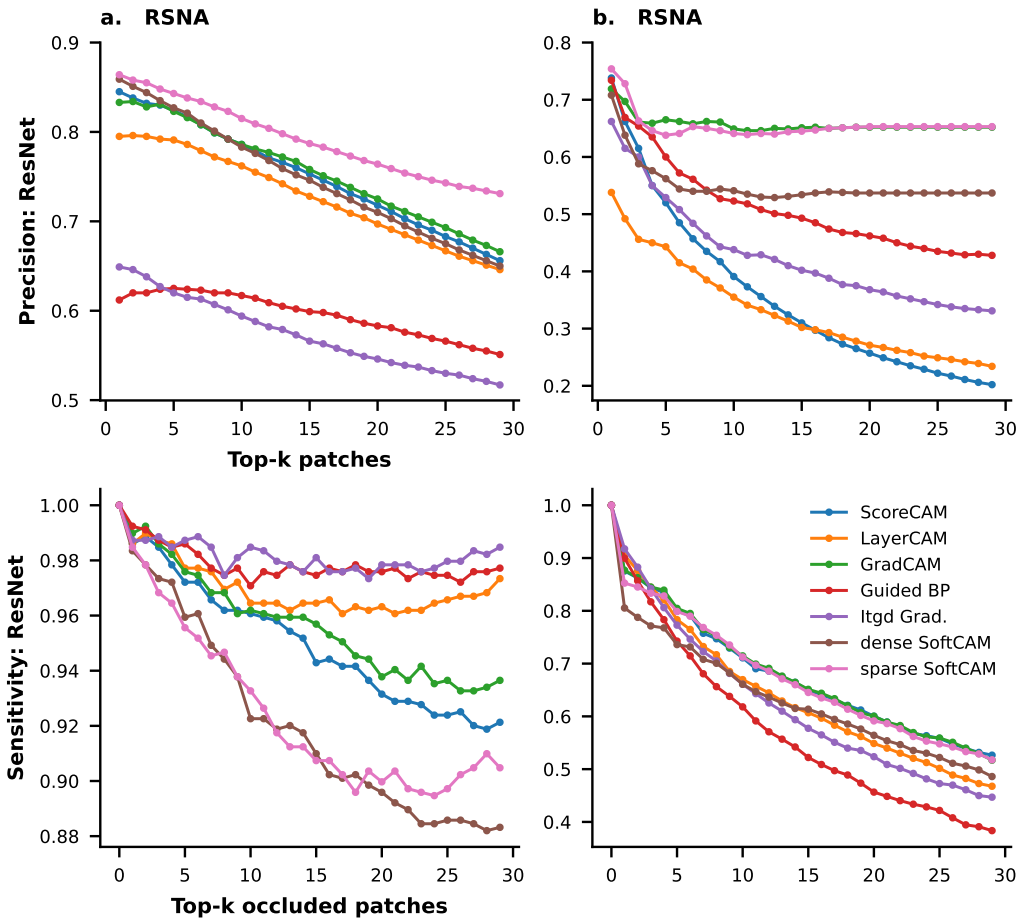 a. RSNA
b. RSNA
0.9
0.8
0.7
0.6
0.5
Precision: ResNet
0 5 10 15 20 25 30
Top-k patches
0.8
0.7
0.6
0.5
0.4
0.3
0.2
0 5 10 15 20 25 30
1.00
0.98
0.96
0.94
0.92
0.90
0.88
Sensitivity: ResNet
0 5 10 15 20 25 30
Top-k occluded patches
1.0
0.9
0.8
0.7
0.6
0.5
0.4
0 5 10 15 20 25 30
ScoreCAM
LayerCAM
GradCAM
Guided BP
Itgd Grad.
dense SoftCAM
sparse SoftCAM